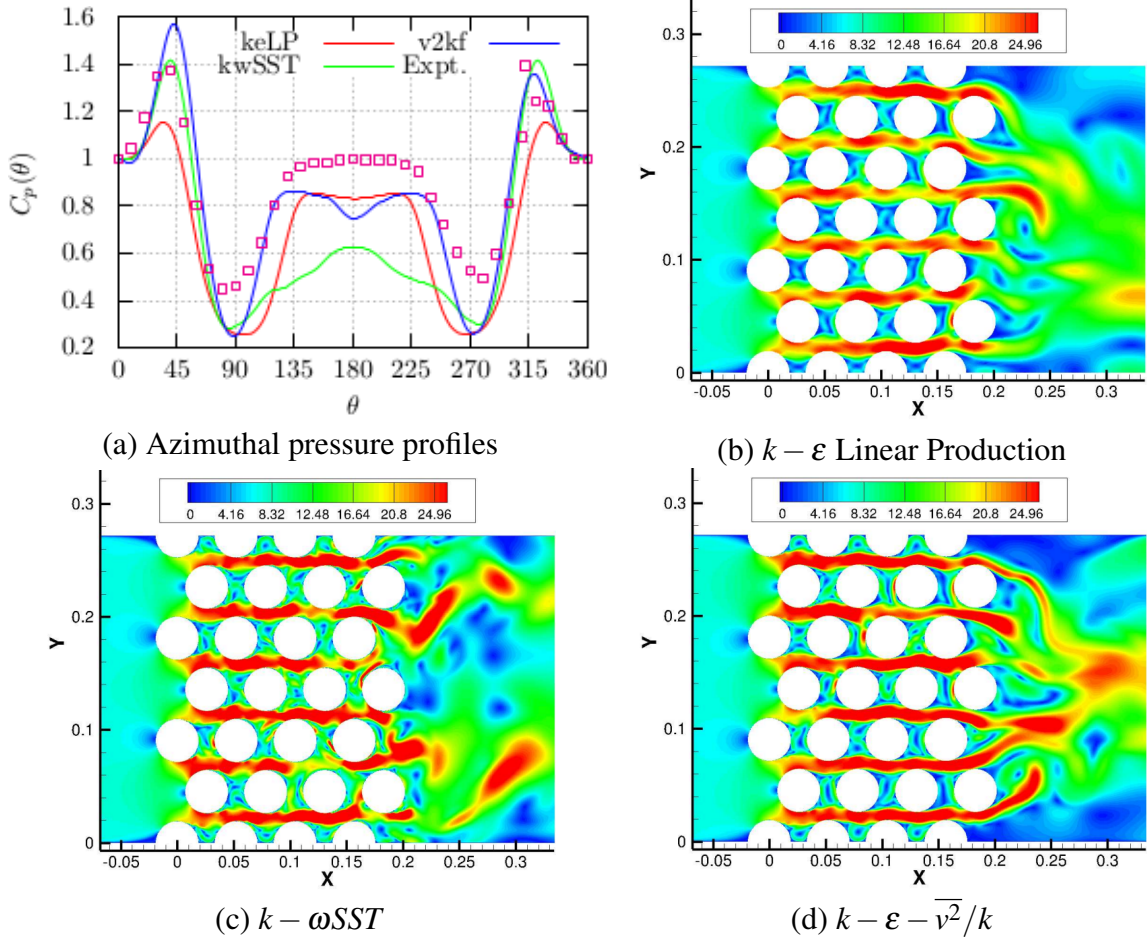 1.6
1.4
1.2
1
0.8
0.6
0.4
0.2
C_p(θ)
keLP v2kf
kwSST Expt.
0 45 90 135 180 225 270 315 360
θ
(a) Azimuthal pressure profiles
0 4.16 8.32 12.48 16.64 20.8 24.96
0.3
0.2
0.1
0
Y
-0.05 0 0.05 0.1 0.15 0.2 0.25 0.3
X
(b) k − ε Linear Production
0 4.16 8.32 12.48 16.64 20.8 24.96
0.3
0.2
0.1
0
Y
-0.05 0 0.05 0.1 0.15 0.2 0.25 0.3
X
(c) k − ωSST
0 4.16 8.32 12.48 16.64 20.8 24.96
0.3
0.2
0.1
0
Y
-0.05 0 0.05 0.1 0.15 0.2 0.25 0.3
X
(d) k − ε − v̅²/k